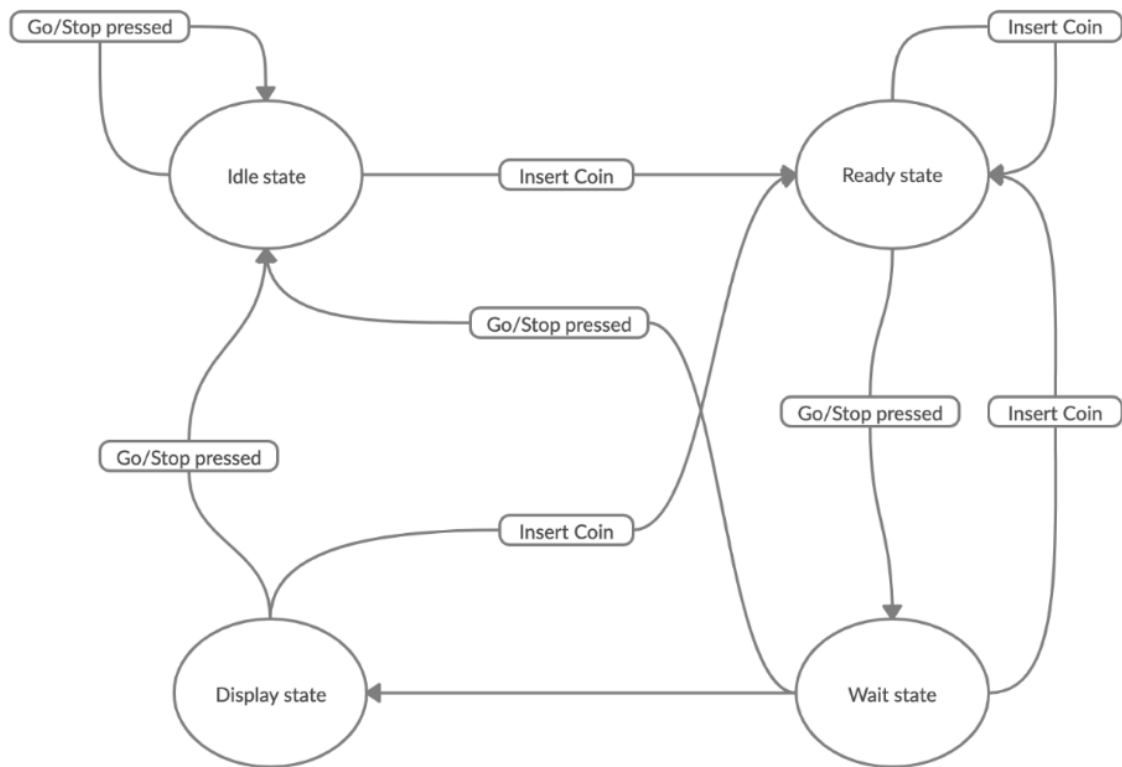 Go/Stop pressed
Insert Coin
Idle state
Insert Coin
Ready state
Go/Stop pressed
Go/Stop pressed
Insert Coin
Go/Stop pressed
Insert Coin
Display state
Wait state